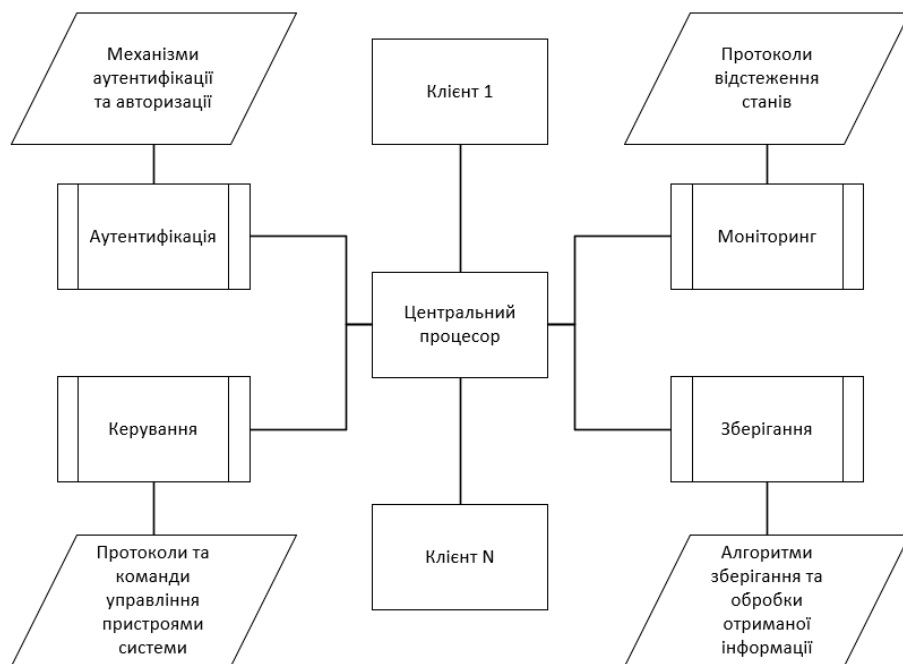 Механізми
аутентифікації
та авторизації
Клієнт 1
Протоколи
відстеження
станів
Аутентифікація
Моніторинг
Центральний
процесор
Керування
Зберігання
Протоколи та
команди
управління
пристроями
системи
Клієнт N
Алгоритми
зберігання та
обробки
отриманої
інформації